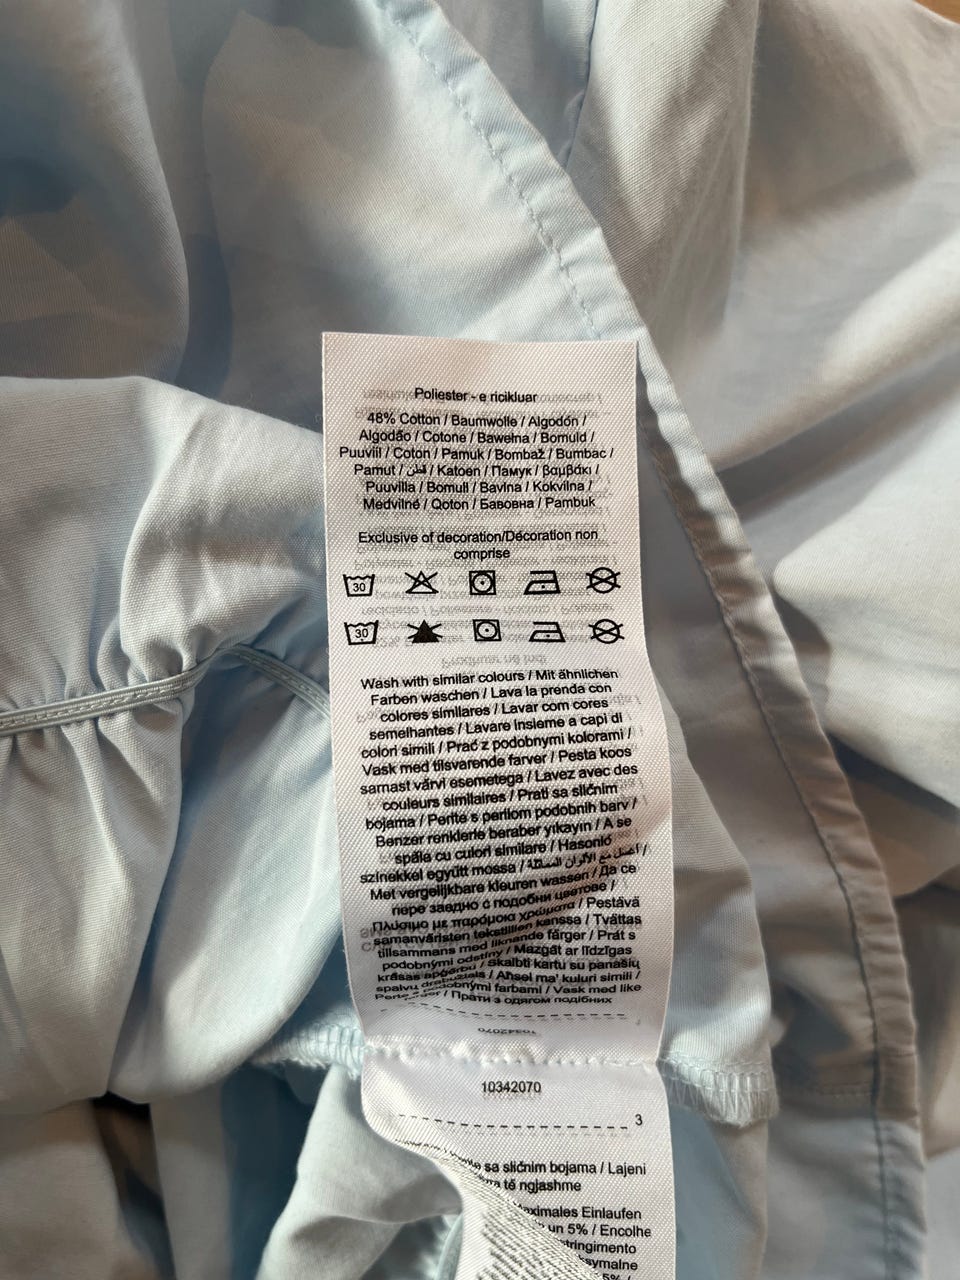 Poliester - e ricikluar
48% Cotton / Baumwolle / Algodón /
Algodão / Cotone / Bawełna / Bomuld /
Puuvill / Coton / Pamuk / Bombaž / Bumbac /
Pamut / قطن / Katoen / Памук / βαμβάκι /
Puuvilla / Bomull / Bavlna / Kokvilna /
Medvilnė / Qoton / Бавовна / Pambuk
Exclusive of decoration/Décoration non
comprise
30
30
Wash with similar colours / Mit ähnlichen
Farben waschen / Lava la prenda con
colores similares / Lavar com cores
semelhantes / Lavare insieme a capi di
colori simili / Prać z podobnymi kolorami /
Vask med tilsvarende farver / Pesta koos
sarnast värvi esemetega / Lavez avec des
couleurs similaires / Prati sa sličnim
bojama / Perite s perilom podobnih barv /
Benzer renklerle beraber yıkayın / A se
spăla cu culori similare / Hasonló
színekkel együtt mossa / اغسل مع الألوان المماثلة /
Met vergelijkbare kleuren wassen / Да се
пере заедно с подобни цветове /
Πλύσιμο με παρόμοια χρώματα / Pestävä
samanväristen tekstiilien kanssa / Tvättas
tillsammans med liknande färger / Prát s
podobnými odstíny / Mazgāt ar līdzīgas
krāsas apģērbu / Skalbti kartu su panašių
spalvų drabužiais / Aħsel ma' kuluri simili /
Perte s podobnými farbami / Vask med like
farger / Прати з одягом подібних
10342070
10342070
3
sa sličnim bojama / Lajeni
të ngjashme
Maximales Einlaufen
un 5% / Encolhe
stringimento
5% /